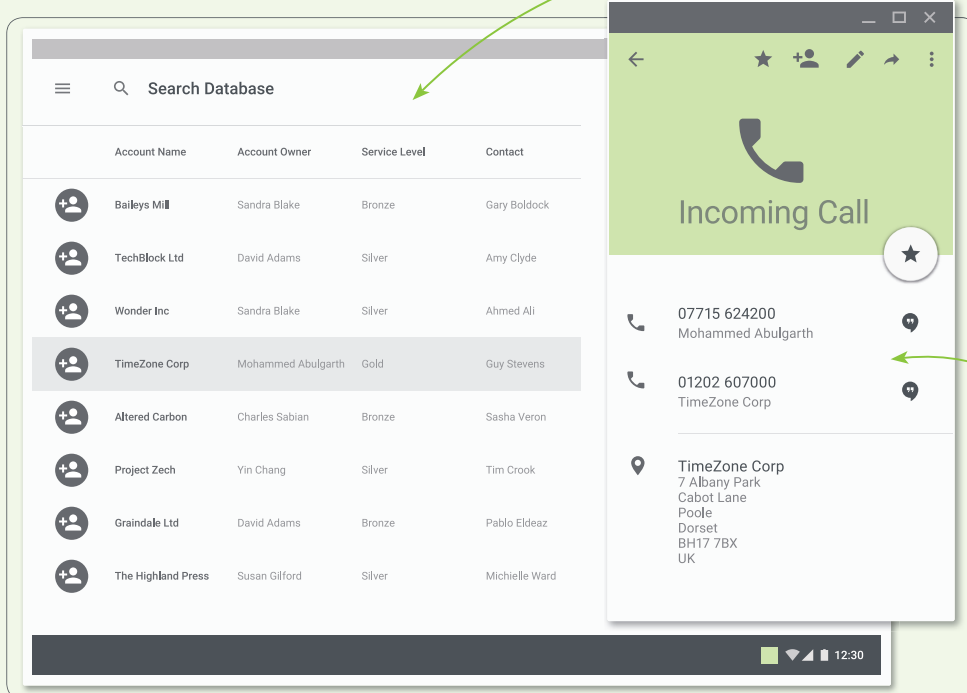 Search Database
Account Name Account Owner Service Level Contact
Baileys Mill Sandra Blake Bronze Gary Boldock
TechBlock Ltd David Adams Silver Amy Clyde
Wonder Inc Sandra Blake Silver Ahmed Ali
TimeZone Corp Mohammed Abulgarth Gold Guy Stevens
Altered Carbon Charles Sabian Bronze Sasha Veron
Project Zech Yin Chang Silver Tim Crook
Graindale Ltd David Adams Bronze Pablo Eldeaz
The Highland Press Susan Gilford Silver Michielle Ward
12:30
Incoming Call
07715 624200
Mohammed Abulgarth
01202 607000
TimeZone Corp
TimeZone Corp
7 Albany Park
Cabot Lane
Poole
Dorset
BH17 7BX
UK